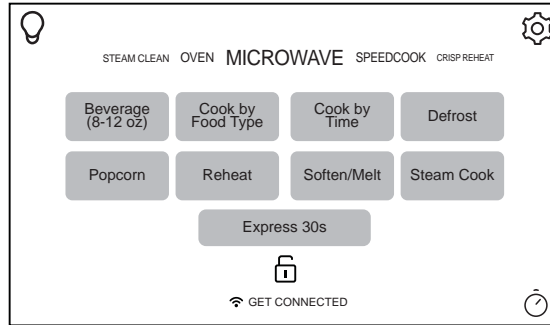 STEAM CLEAN OVEN MICROWAVE SPEEDCOOK CRISP REHEAT
Beverage
(8-12 oz)
Cook by
Food Type
Cook by
Time
Defrost
Popcorn
Reheat
Soften/Melt
Steam Cook
Express 30s
GET CONNECTED